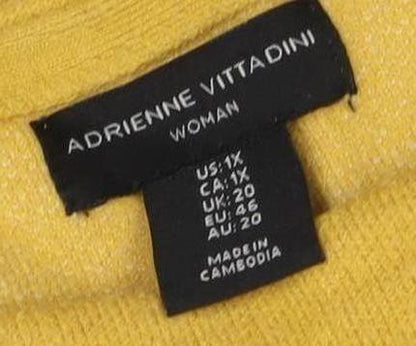 ADRIENNE VITTADINI
WOMAN
US: 1X
CA: 1X
UK: 20
EU: 46
AU: 20
MADE IN
CAMBODIA